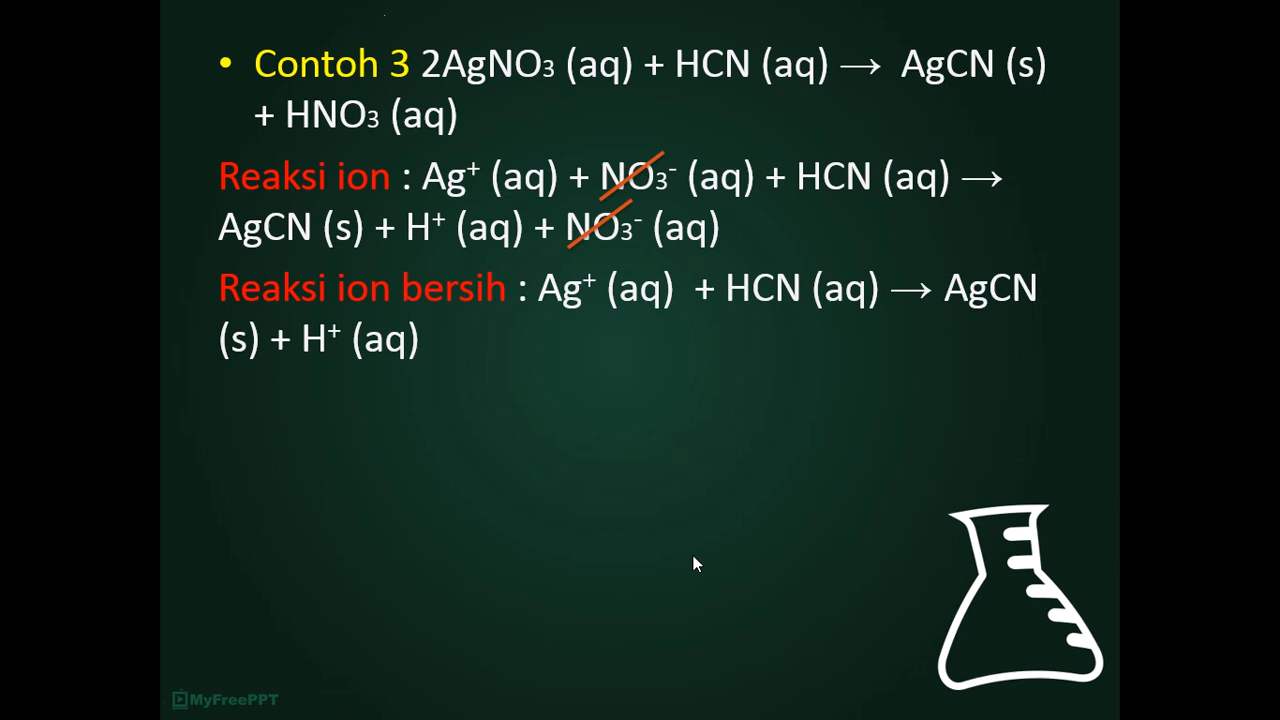 • Contoh 3 2AgNO₃ (aq) + HCN (aq) → AgCN (s)
+ HNO₃ (aq)
Reaksi ion : Ag⁺ (aq) + NO₃⁻ (aq) + HCN (aq) →
AgCN (s) + H⁺ (aq) + NO₃⁻ (aq)
Reaksi ion bersih : Ag⁺ (aq) + HCN (aq) → AgCN
(s) + H⁺ (aq)
MyFreePPT